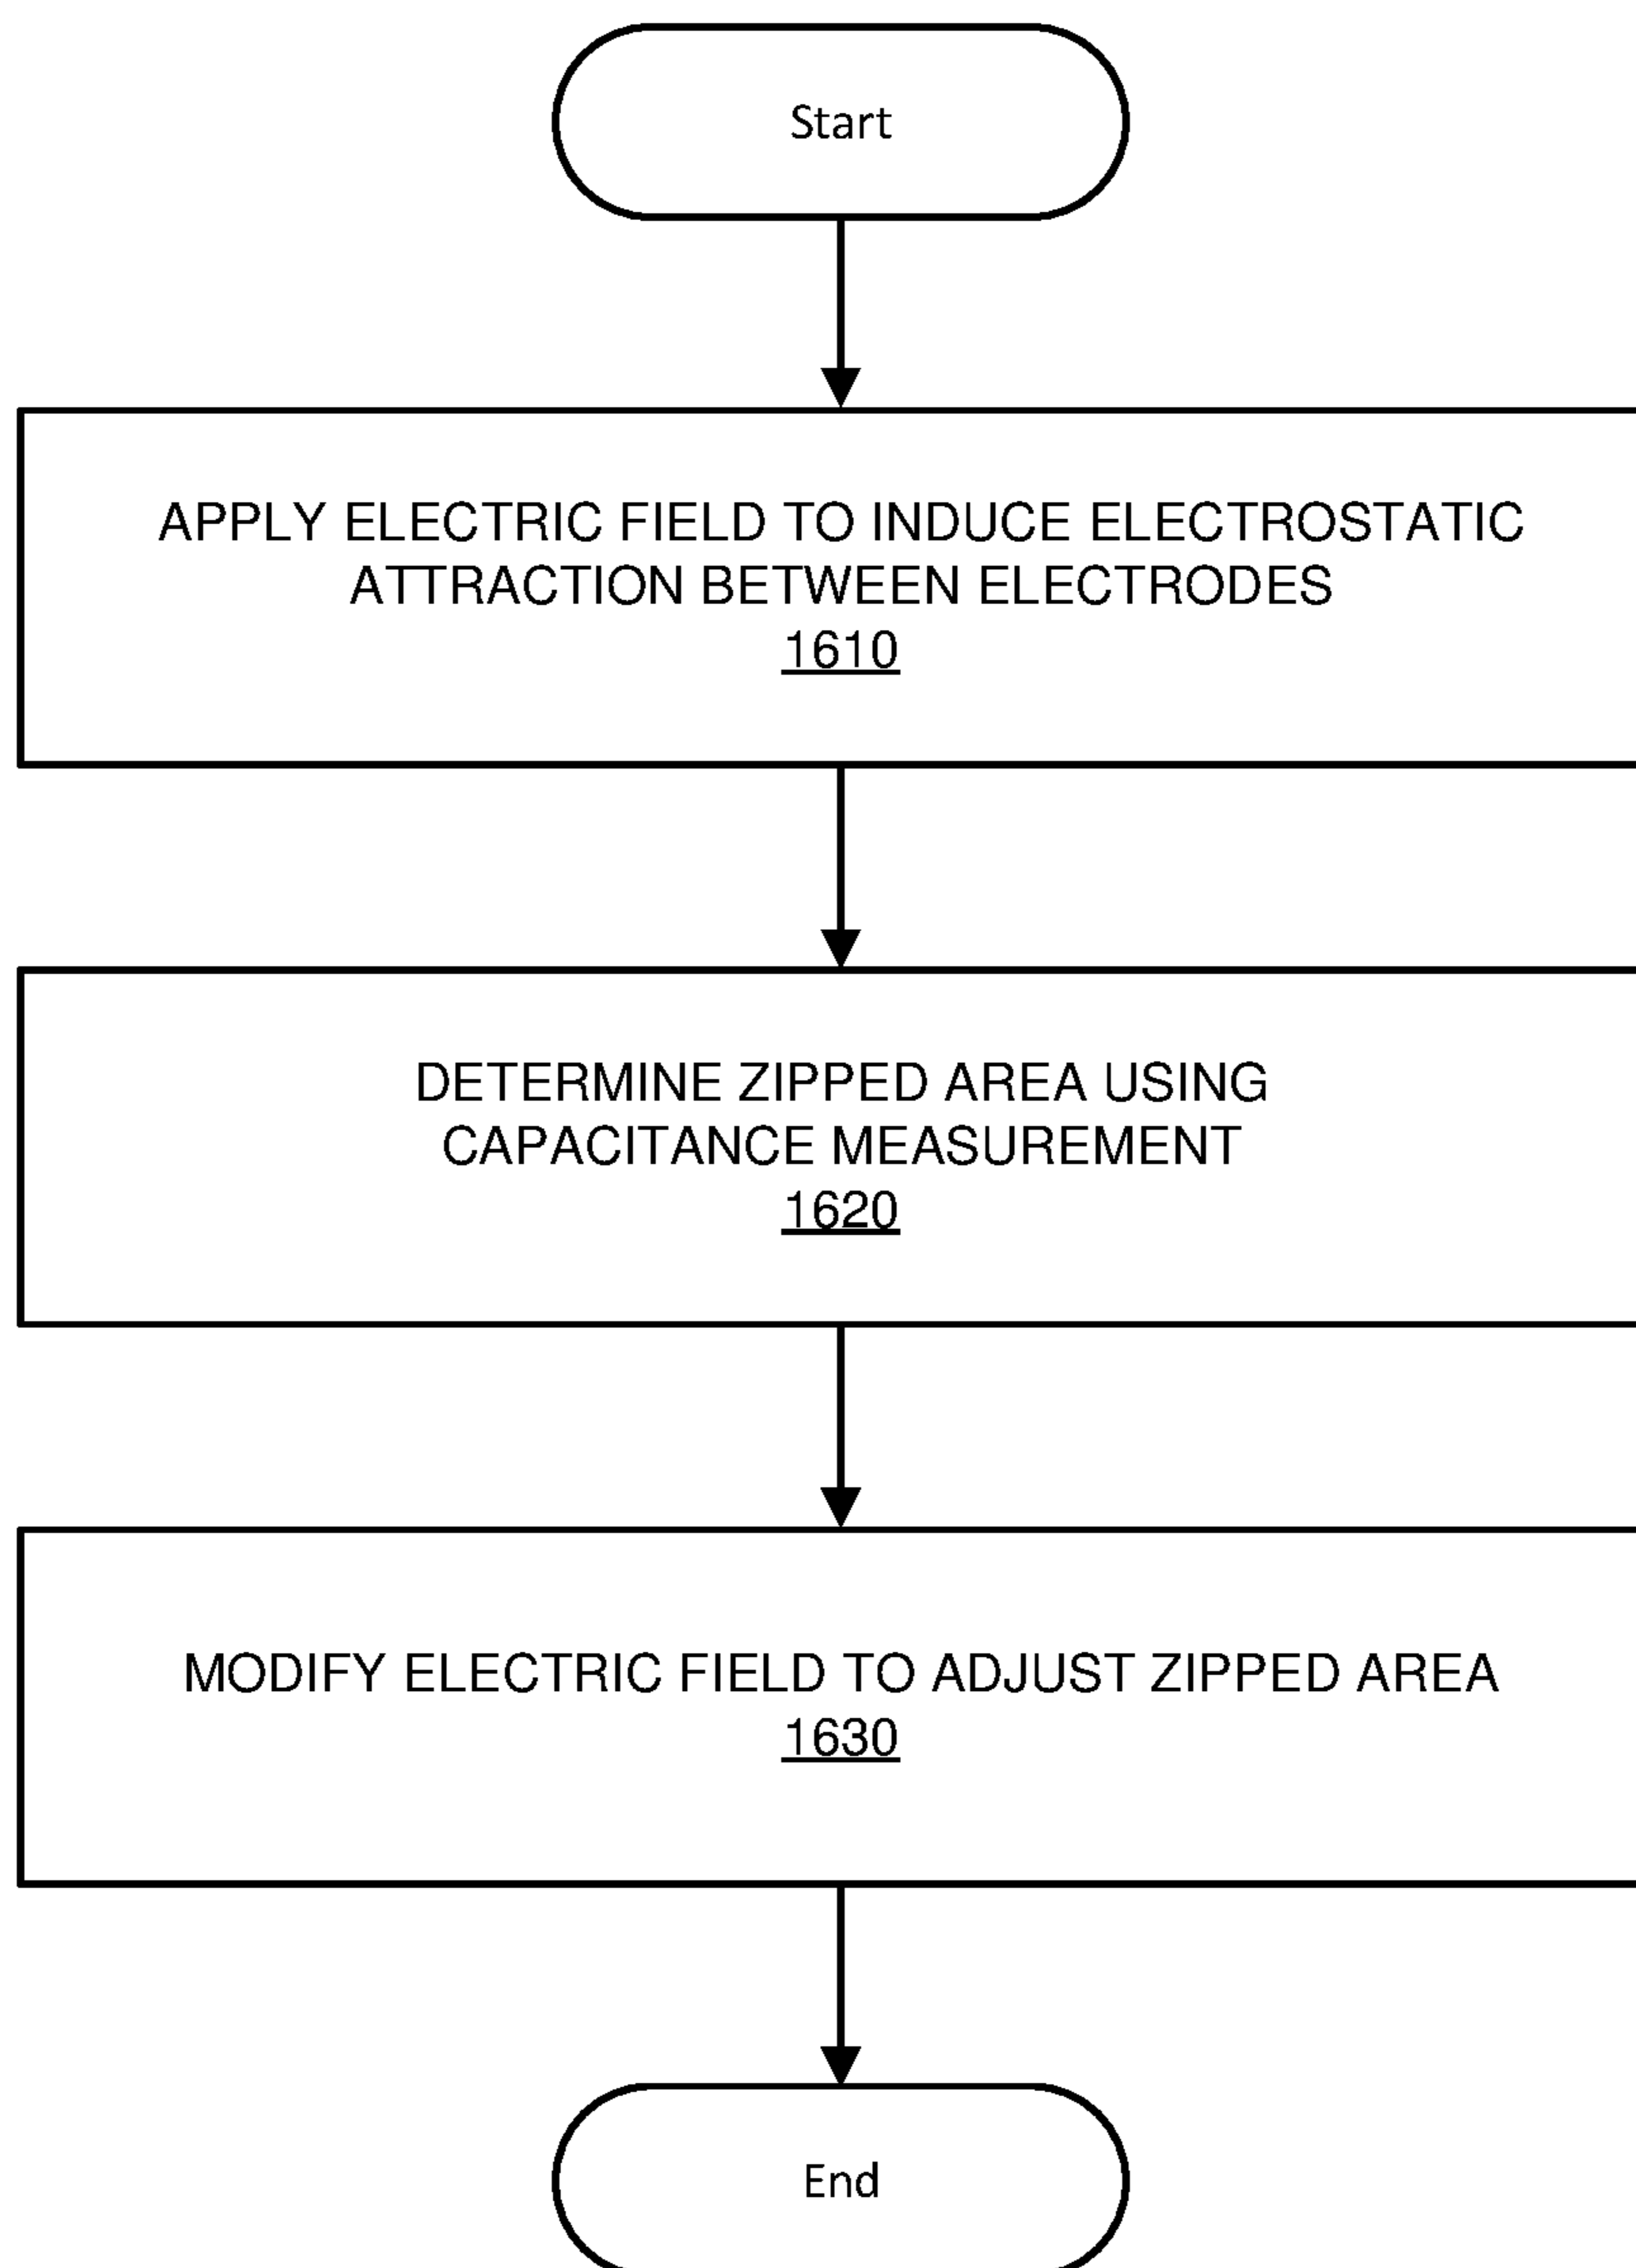 Start
APPLY ELECTRIC FIELD TO INDUCE ELECTROSTATIC
ATTRACTION BETWEEN ELECTRODES
1610
DETERMINE ZIPPED AREA USING
CAPACITANCE MEASUREMENT
1620
MODIFY ELECTRIC FIELD TO ADJUST ZIPPED AREA
1630
End